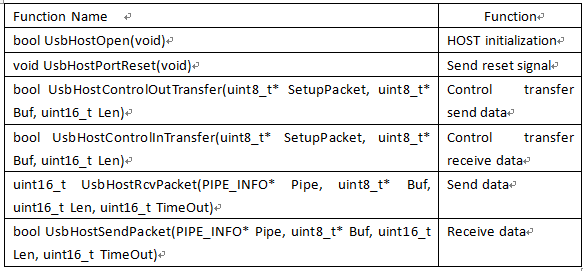 Function Name Function
bool UsbHostOpen(void) HOST initialization
void UsbHostPortReset(void) Send reset signal
bool UsbHostControlOutTransfer(uint8_t* SetupPacket, uint8_t* Control transfer
Buf, uint16_t Len) send data
bool UsbHostControlInTransfer(uint8_t* SetupPacket, uint8_t* Control transfer
Buf, uint16_t Len) receive data
uint16_t UsbHostRcvPacket(PIPE_INFO* Pipe, uint8_t* Buf, Send data
uint16_t Len, uint16_t TimeOut)
bool UsbHostSendPacket(PIPE_INFO* Pipe, uint8_t* Buf, uint16_t Receive data
Len, uint16_t TimeOut)